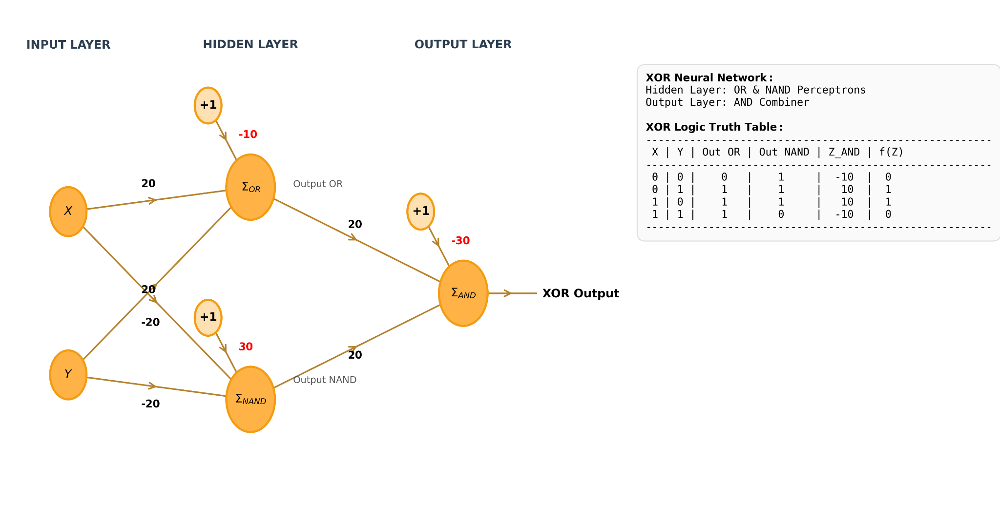 INPUT LAYER
HIDDEN LAYER
OUTPUT LAYER
+1
-10
20
X
Σ_OR
Output OR
20
+1
-30
20
-20
+1
30
Y
-20
Σ_NAND
Output NAND
20
Σ_AND
XOR Output
XOR Neural Network:
Hidden Layer: OR & NAND Perceptrons
Output Layer: AND Combiner
XOR Logic Truth Table:
-------------------------------------------------------
X | Y | Out OR | Out NAND | Z_AND | f(Z)
-------------------------------------------------------
0 | 0 | 0 | 1 | -10 | 0
0 | 1 | 1 | 1 | 10 | 1
1 | 0 | 1 | 1 | 10 | 1
1 | 1 | 1 | 0 | -10 | 0
-------------------------------------------------------